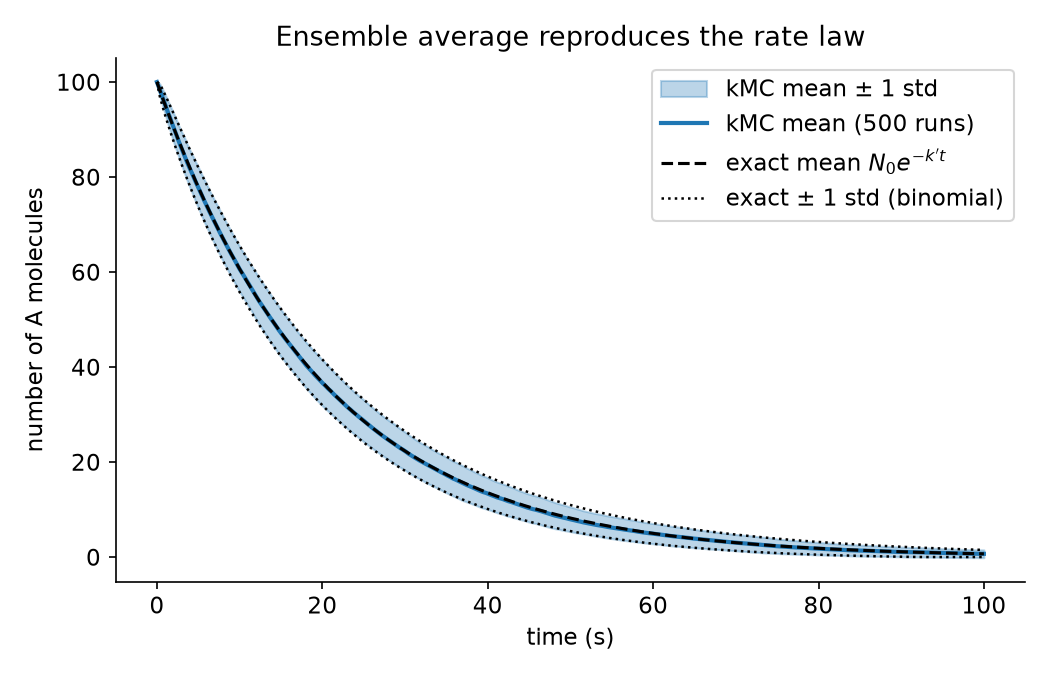 Ensemble average reproduces the rate law
kMC mean ± 1 std
kMC mean (500 runs)
exact mean $N_0e^{-k't}$
exact ± 1 std (binomial)
number of A molecules
100
80
60
40
20
0
0 20 40 60 80 100
time (s)